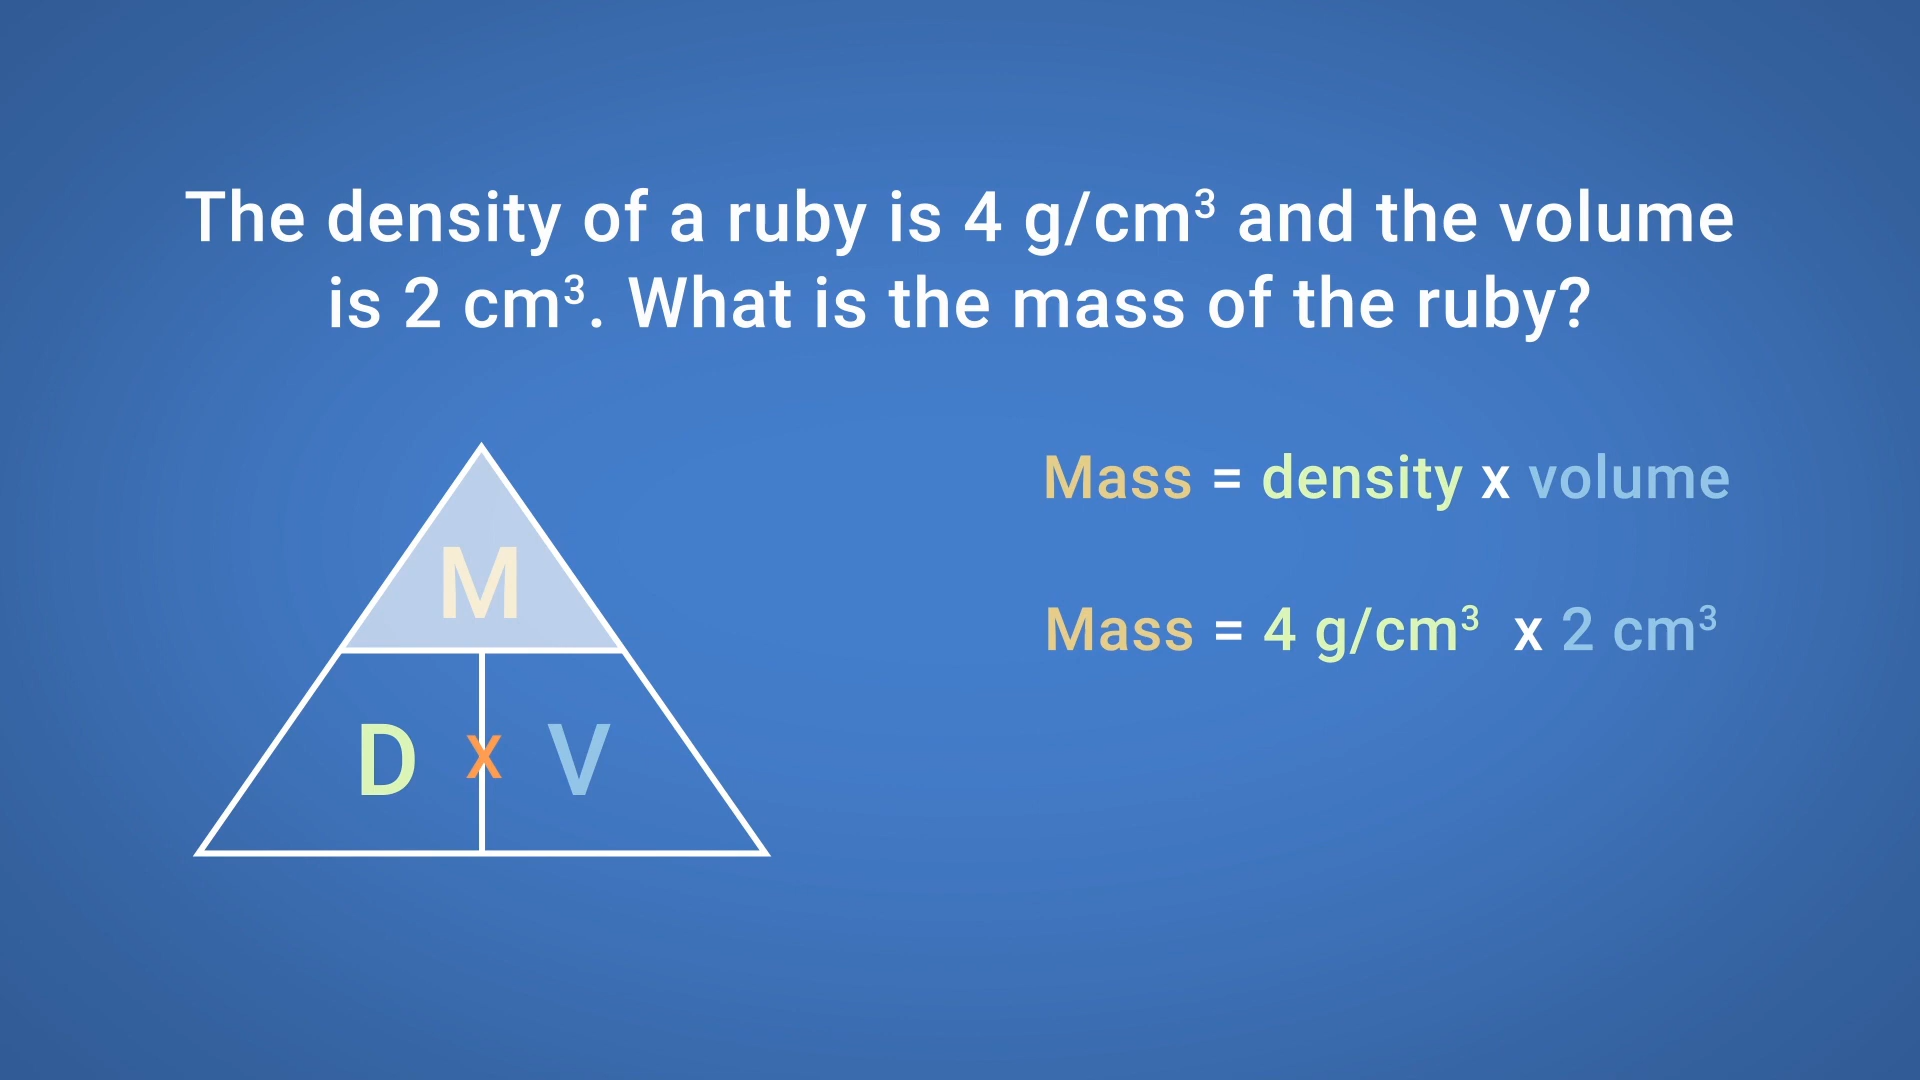 The density of a ruby is 4 g/cm³ and the volume
is 2 cm³. What is the mass of the ruby?
Mass = density x volume
Mass = 4 g/cm³ x 2 cm³
M
D x V